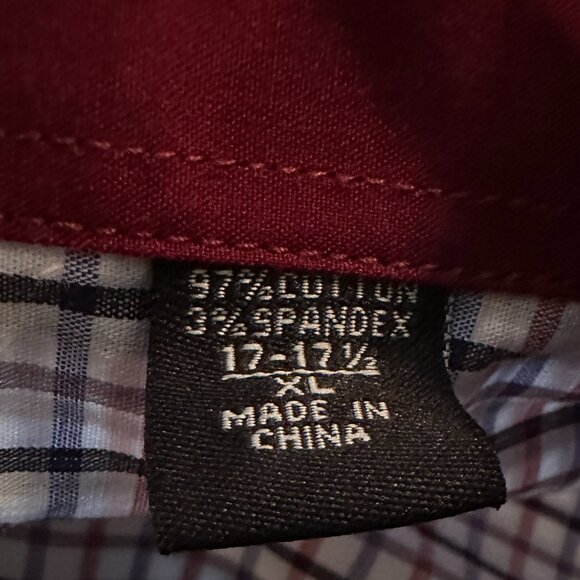 97% COTTON
3% SPANDEX
17-17½
XL
MADE IN
CHINA